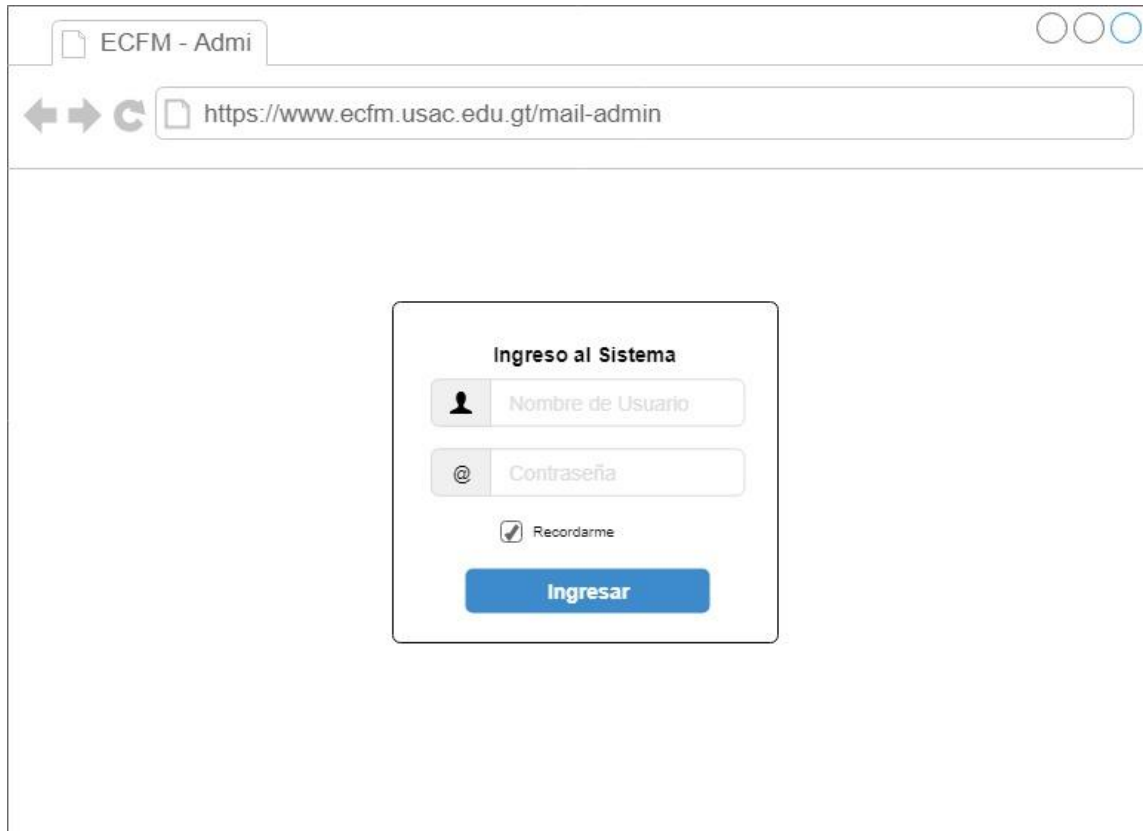 ECFM - Admi
https://www.ecfm.usac.edu.gt/mail-admin
Ingreso al Sistema
Nombre de Usuario
@ Contraseña
Recordarme
Ingresar